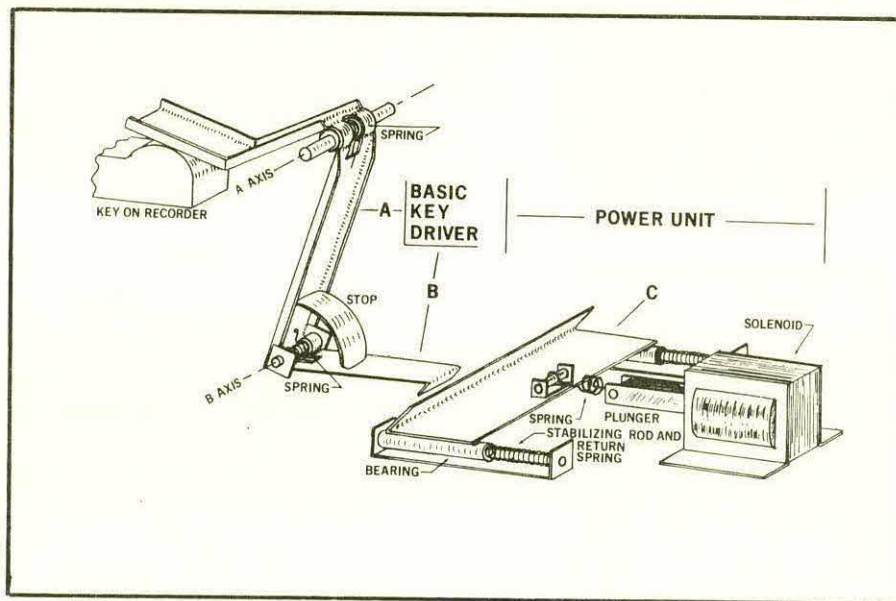 SPRING
A AXIS
KEY ON RECORDER
A
BASIC
KEY
DRIVER
POWER UNIT
B
STOP
C
SOLENOID
B AXIS
SPRING
SPRING
PLUNGER
STABILIZING ROD AND
RETURN
SPRING
BEARING